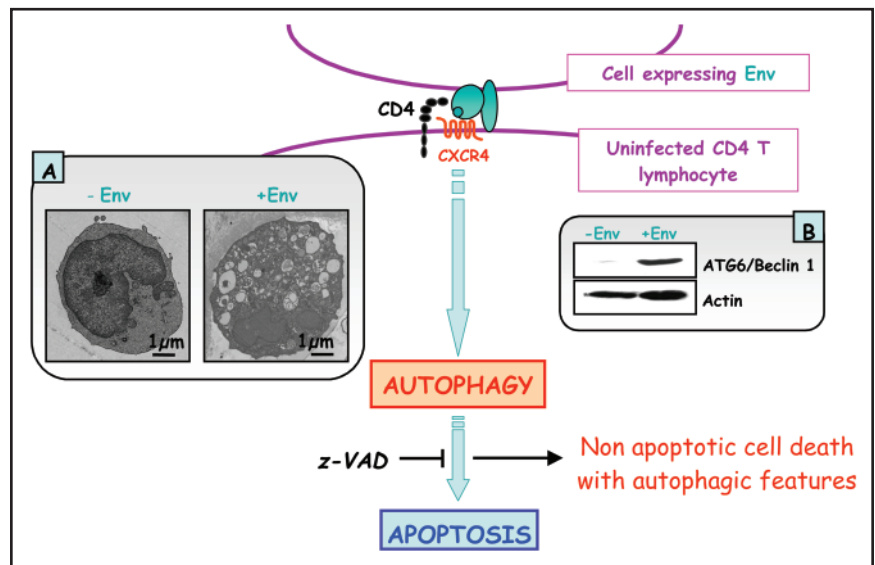 Cell expressing Env
CD4
CXCR4
Uninfected CD4 T
lymphocyte
A
- Env
+Env
1µm
1µm
B
-Env
+Env
ATG6/Beclin 1
Actin
AUTOPHAGY
z-VAD
Non apoptotic cell death
with autophagic features
APOPTOSIS